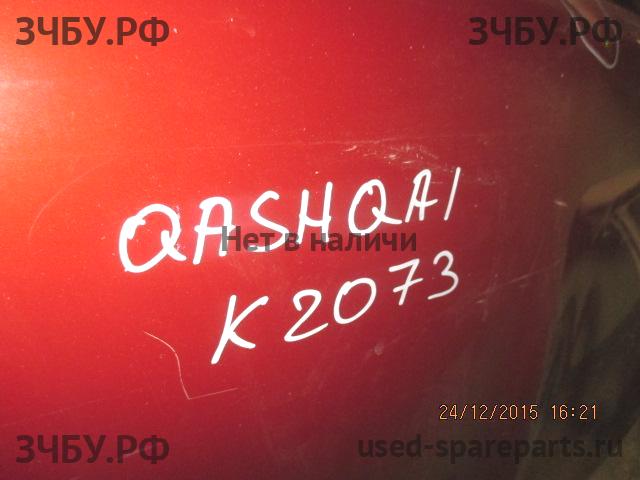 ЗЧБУ.РФ ЗЧБУ.РФ
QASHQAI
Нет в наличи
K2073
24/12/2015 16:21
ЗЧБУ.РФ used-spareparts.ru